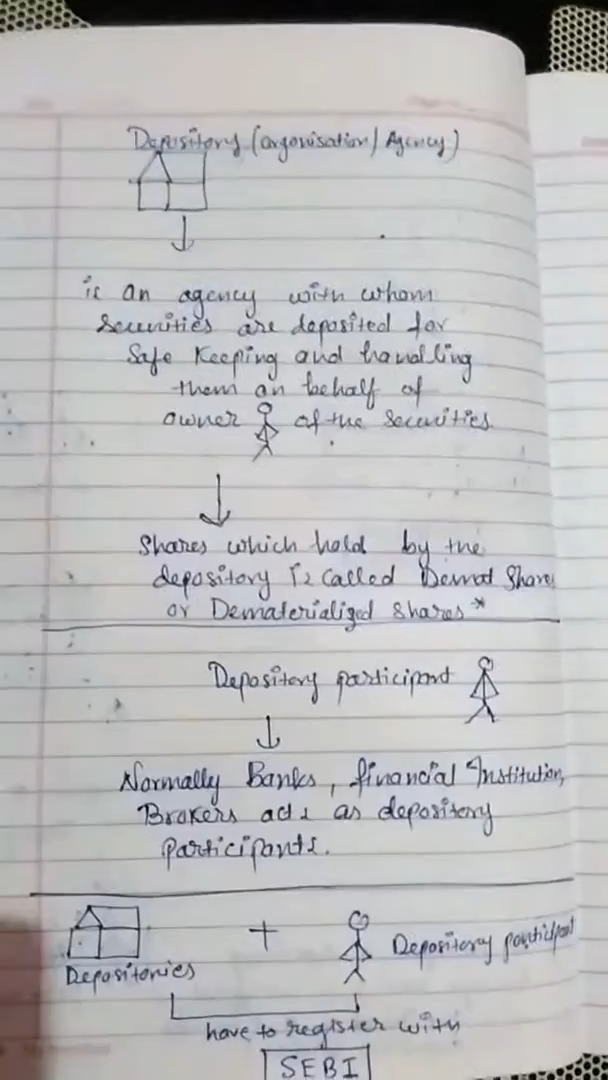 Depository (organisation/Agency)
is an agency with whom
Securities are deposited for
Safe Keeping and handling
them on behalf of
owner of the Securities.
Shares which hold by the
depository is called Demat Share
or Dematerialized shares *
Depository participant
Normally Banks, financial Institution,
Brokers acts as depository
participants.
+
Depositories
Depository participant
have to register with
SEBI